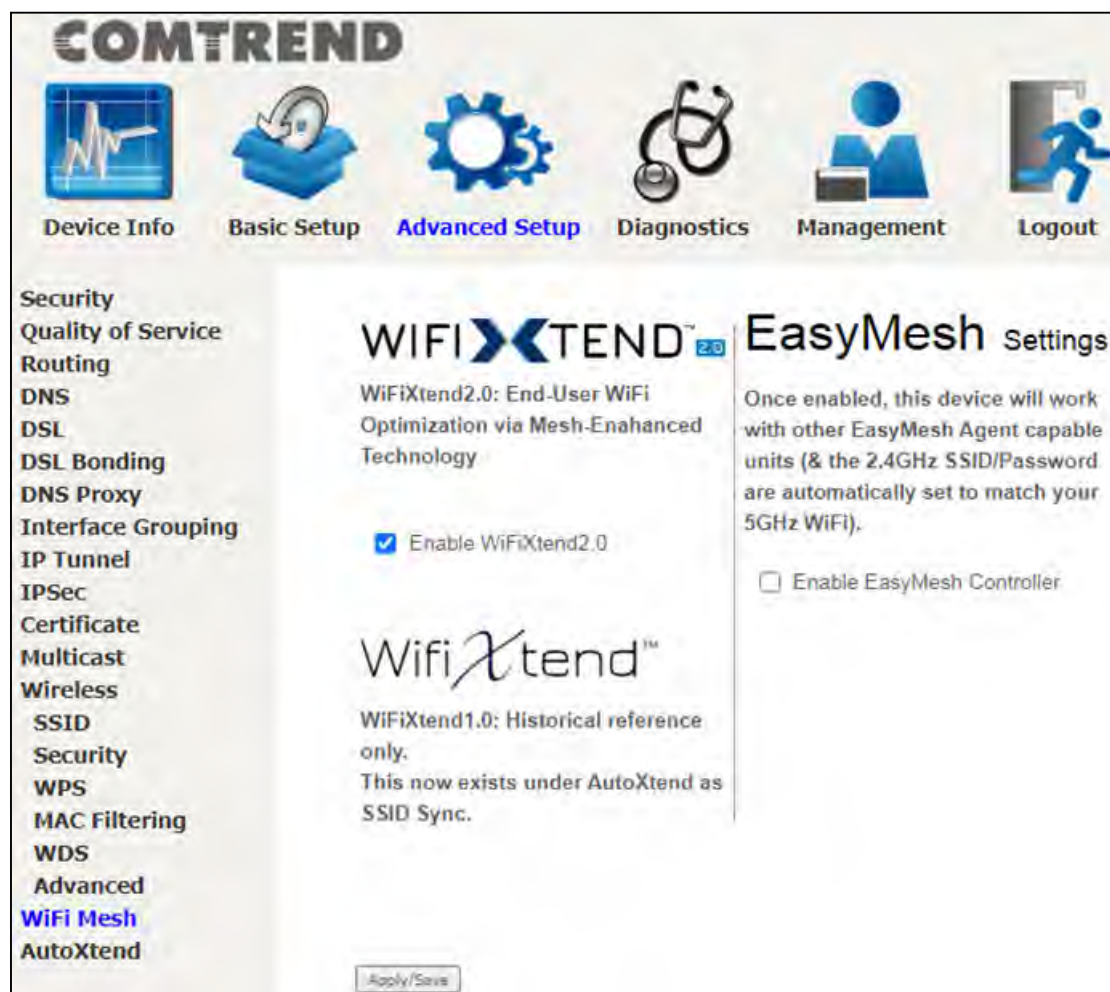 COMTREND
Device Info
Basic Setup
Advanced Setup
Diagnostics
Management
Logout
Security
Quality of Service
Routing
DNS
DSL
DSL Bonding
DNS Proxy
Interface Grouping
IP Tunnel
IPSec
Certificate
Multicast
Wireless
SSID
Security
WPS
MAC Filtering
WDS
Advanced
WiFi Mesh
AutoXtend
WIFI XTEND™ 2.0
WiFiXtend2.0: End-User WiFi
Optimization via Mesh-Enahanced
Technology
Enable WiFiXtend2.0
Wifi Xtend™
WiFiXtend1.0: Historical reference
only.
This now exists under AutoXtend as
SSID Sync.
EasyMesh Settings
Once enabled, this device will work
with other EasyMesh Agent capable
units (& the 2.4GHz SSID/Password
are automatically set to match your
5GHz WiFi).
Enable EasyMesh Controller
Apply/Save